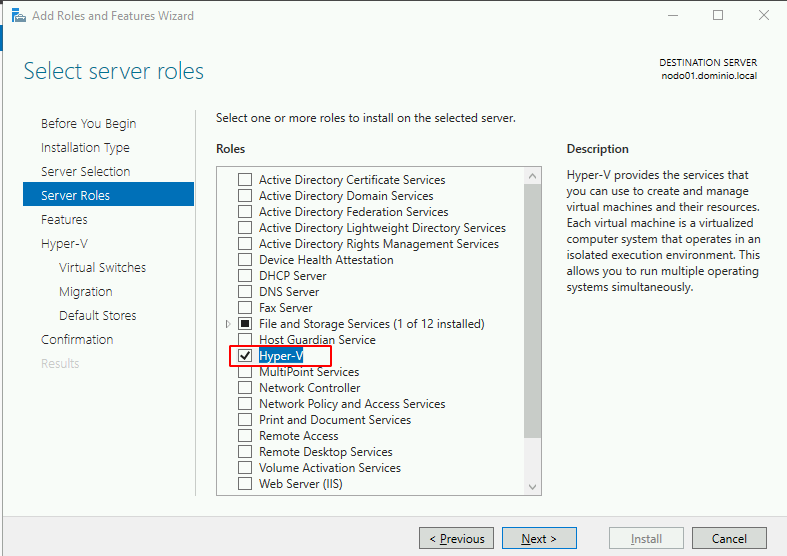 Add Roles and Features Wizard
Select server roles
DESTINATION SERVER
nodo01.dominio.local
Before You Begin
Installation Type
Server Selection
Server Roles
Features
Hyper-V
Virtual Switches
Migration
Default Stores
Confirmation
Results
Select one or more roles to install on the selected server.
Roles
Active Directory Certificate Services
Active Directory Domain Services
Active Directory Federation Services
Active Directory Lightweight Directory Services
Active Directory Rights Management Services
Device Health Attestation
DHCP Server
DNS Server
Fax Server
File and Storage Services (1 of 12 installed)
Host Guardian Service
Hyper-V
MultiPoint Services
Network Controller
Network Policy and Access Services
Print and Document Services
Remote Access
Remote Desktop Services
Volume Activation Services
Web Server (IIS)
Description
Hyper-V provides the services that
you can use to create and manage
virtual machines and their resources.
Each virtual machine is a virtualized
computer system that operates in an
isolated execution environment. This
allows you to run multiple operating
systems simultaneously.
< Previous
Next >
Install
Cancel